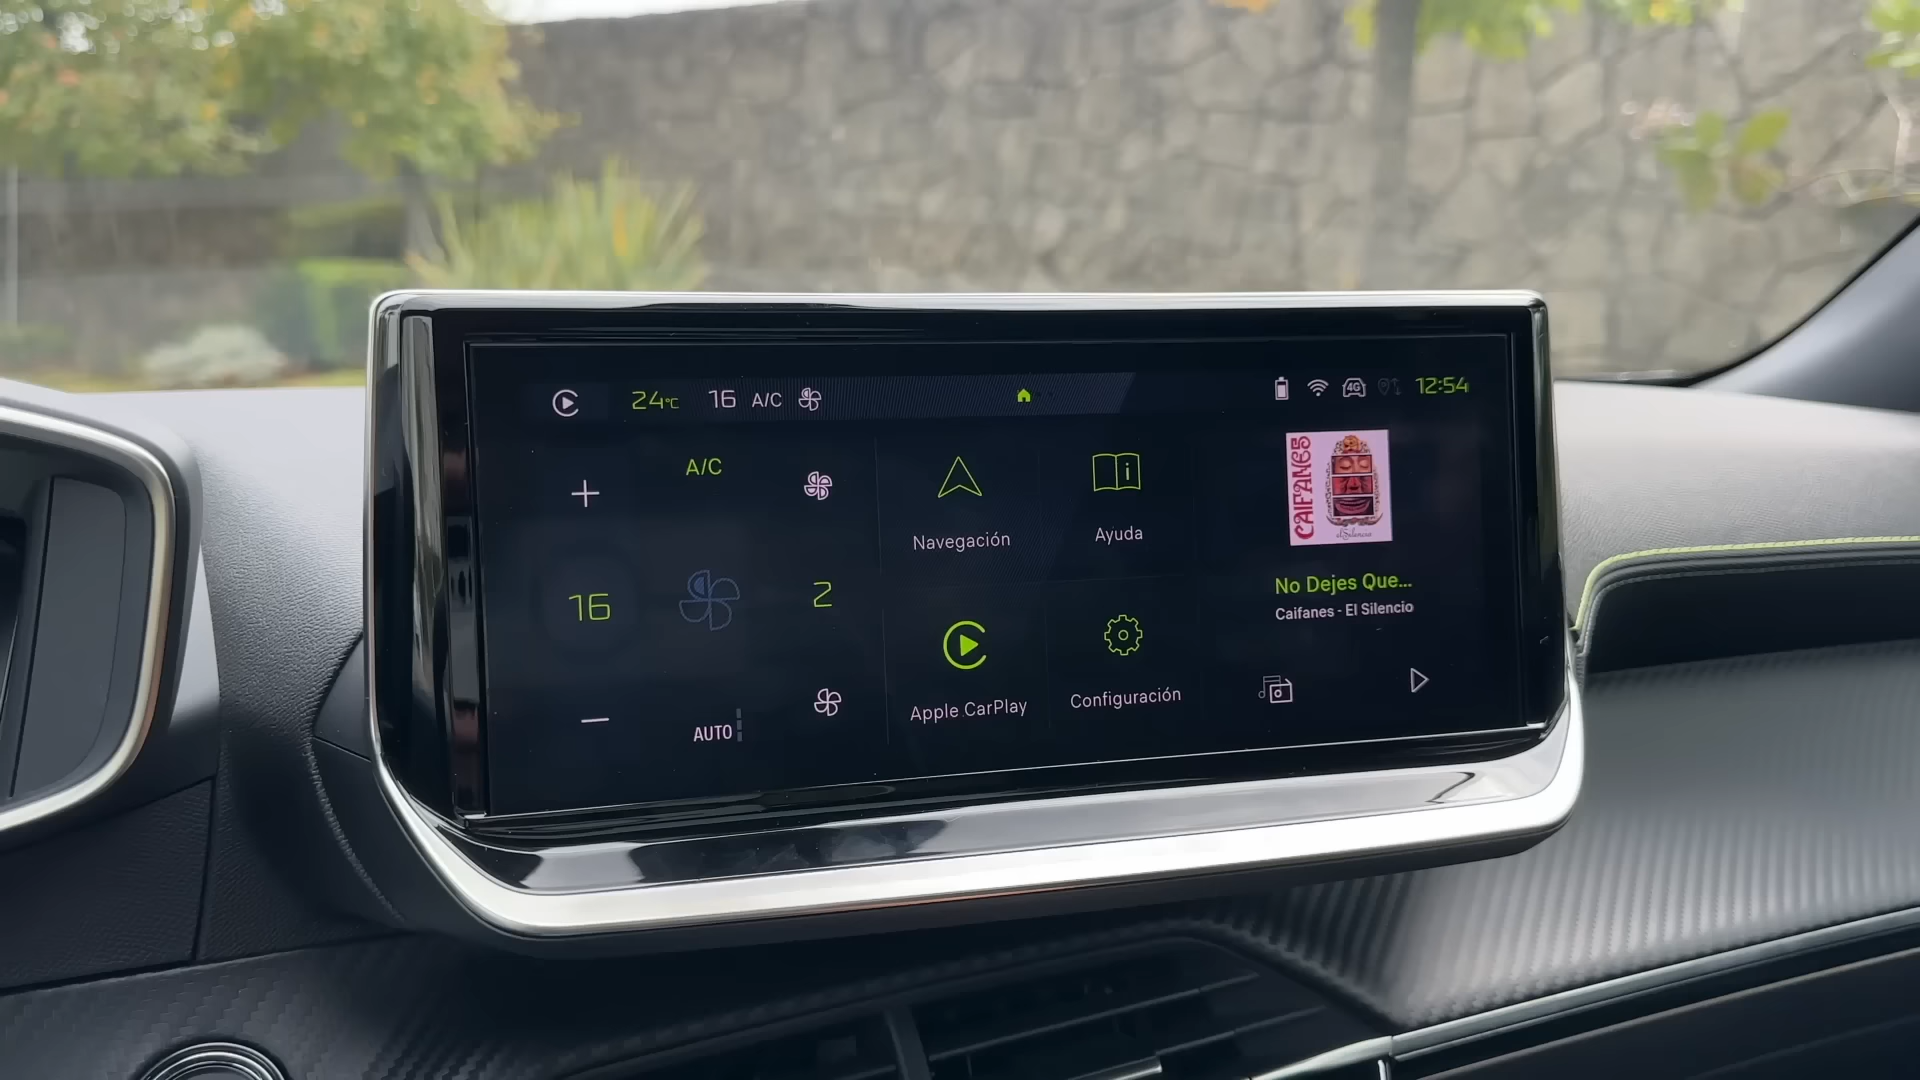 24°C 16 A/C 4G 12:54
A/C
16
2
AUTO
Navegación
Ayuda
Apple CarPlay
Configuración
CAIFANES
el Silencio
No Dejes Que...
Caifanes - El Silencio